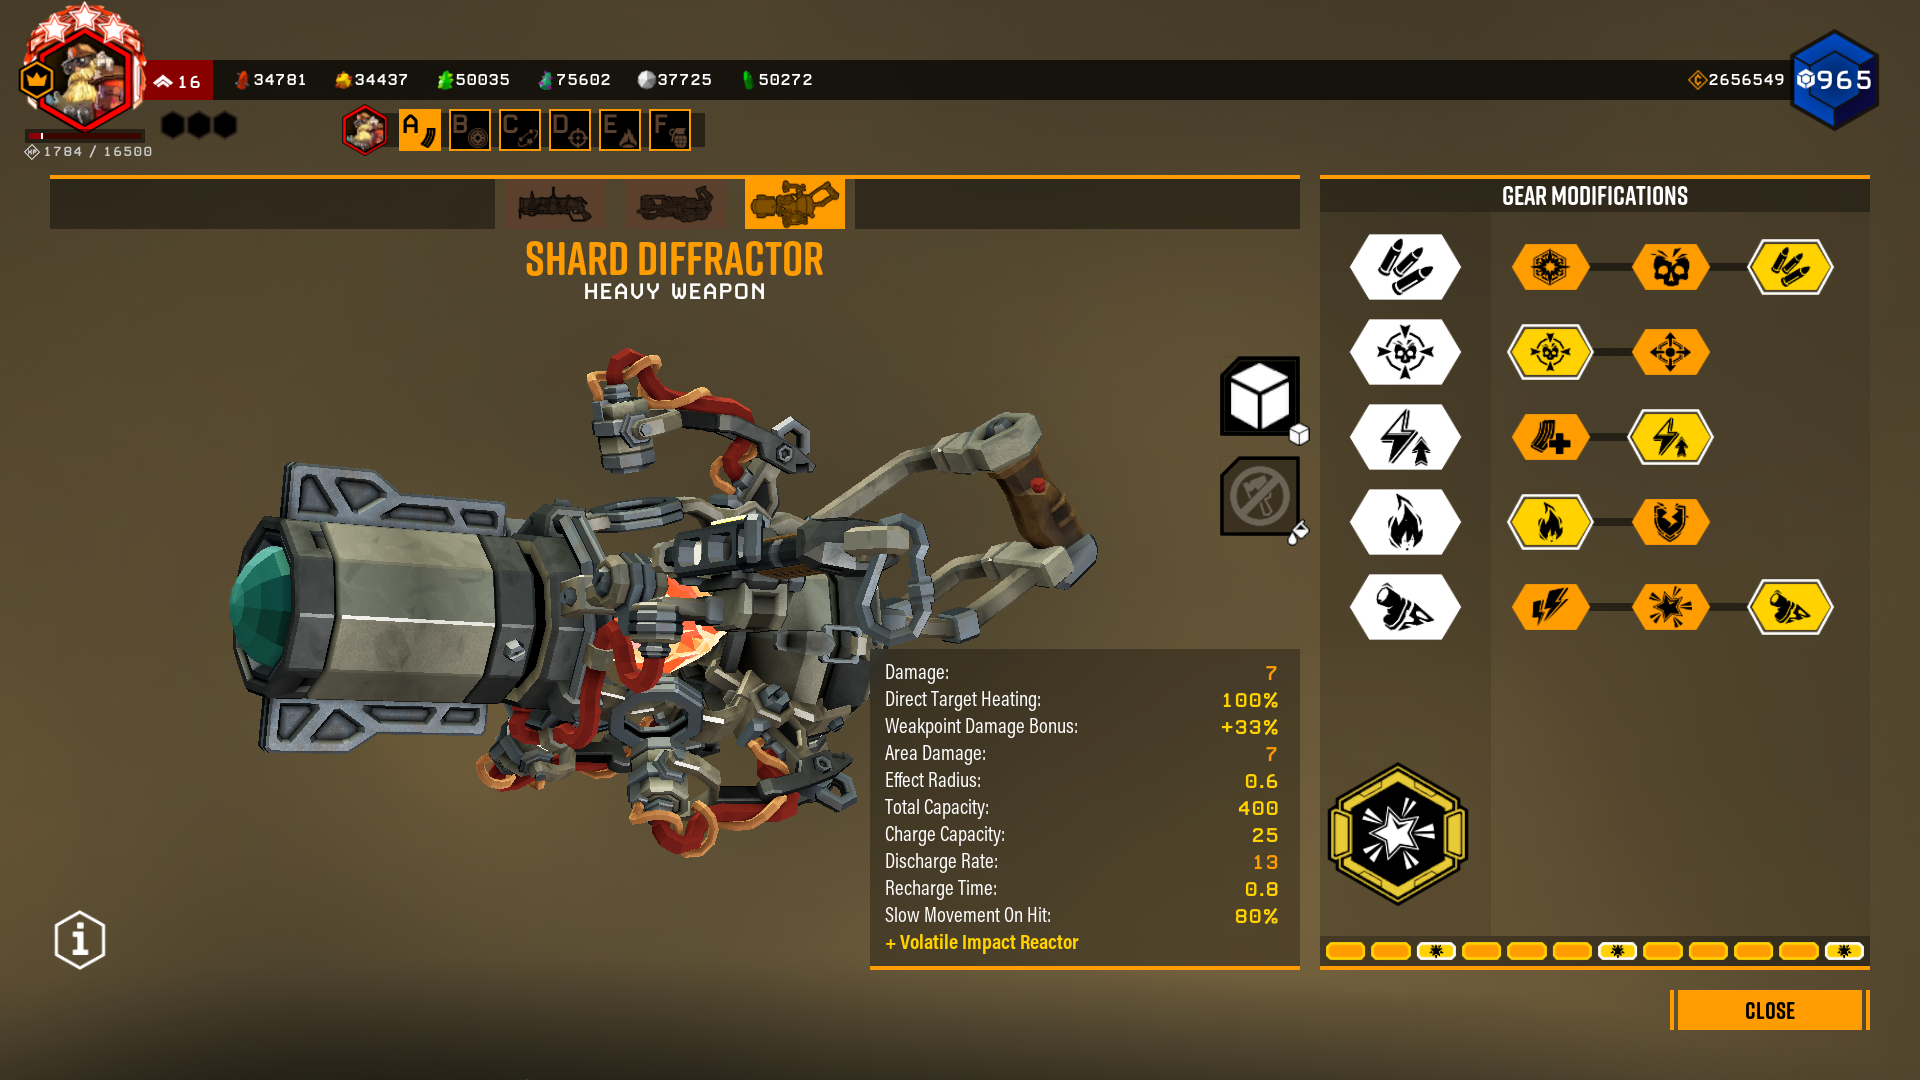 16
34781
34437
50035
75602
37725
50272
2656549
965
1784 / 16500
A
B
C
D
E
F
GEAR MODIFICATIONS
SHARD DIFFRACTOR
HEAVY WEAPON
Damage: 7
Direct Target Heating: 100%
Weakpoint Damage Bonus: +33%
Area Damage: 7
Effect Radius: 0.6
Total Capacity: 400
Charge Capacity: 25
Discharge Rate: 13
Recharge Time: 0.8
Slow Movement On Hit: 80%
+ Volatile Impact Reactor
CLOSE